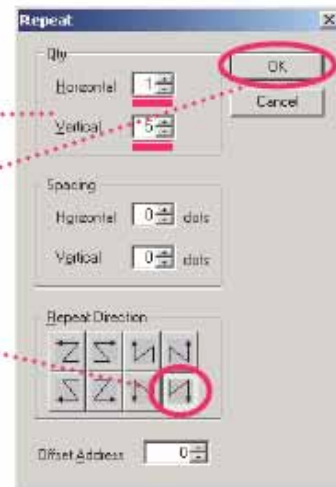 Repeat
Qty
OK
Horizontal 1
Cancel
Vertical 5
Spacing
Horizontal 0 dots
Vertical 0 dots
Repeat Direction
Offset Address 0